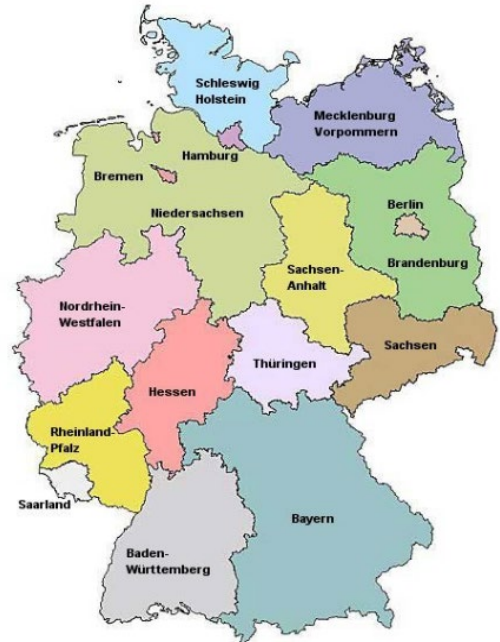 Schleswig
Holstein
Mecklenburg
Vorpommern
Hamburg
Bremen
Niedersachsen
Berlin
Brandenburg
Sachsen-
Anhalt
Nordrhein-
Westfalen
Sachsen
Thüringen
Hessen
Rheinland-
Pfalz
Saarland
Bayern
Baden-
Württemberg